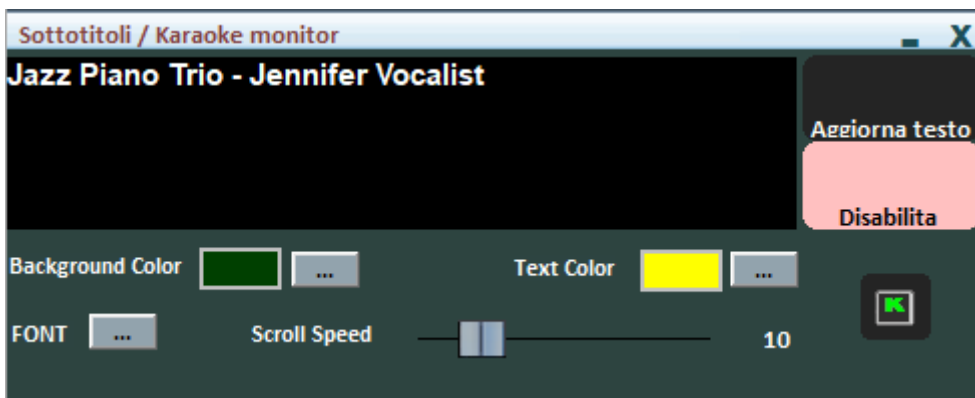 Sottotitoli / Karaoke monitor
Jazz Piano Trio - Jennifer Vocalist
Aggiorna testo
Disabilita
Background Color ... Text Color ...
K
FONT ... Scroll Speed 10